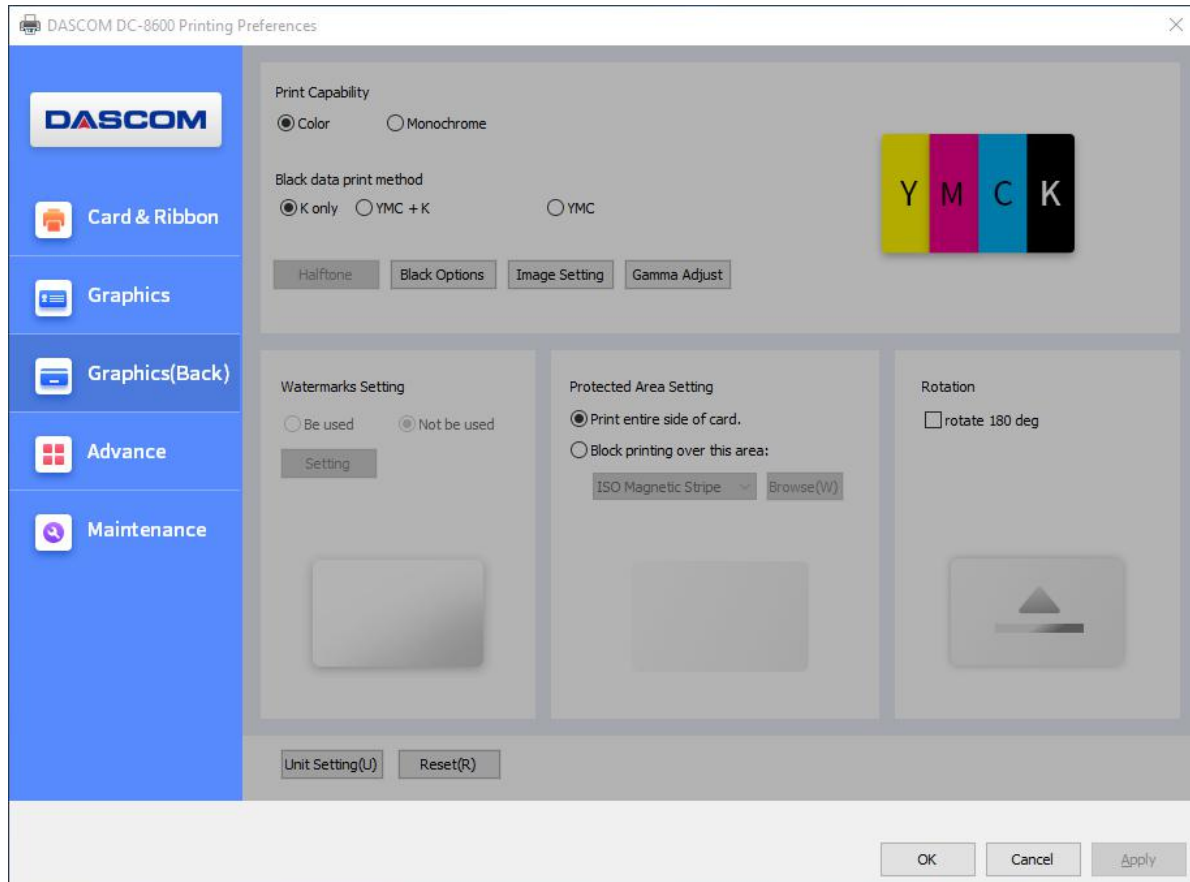 DASCOM DC-8600 Printing Preferences
DASCOM
Card & Ribbon
Graphics
Graphics(Back)
Advance
Maintenance
Print Capability
Color Monochrome
Black data print method
K only YMC + K YMC
Halftone Black Options Image Setting Gamma Adjust
Y M C K
Watermarks Setting
Be used Not be used
Setting
Protected Area Setting
Print entire side of card.
Block printing over this area:
ISO Magnetic Stripe Browse(W)
Rotation
rotate 180 deg
Unit Setting(U) Reset(R)
OK Cancel Apply